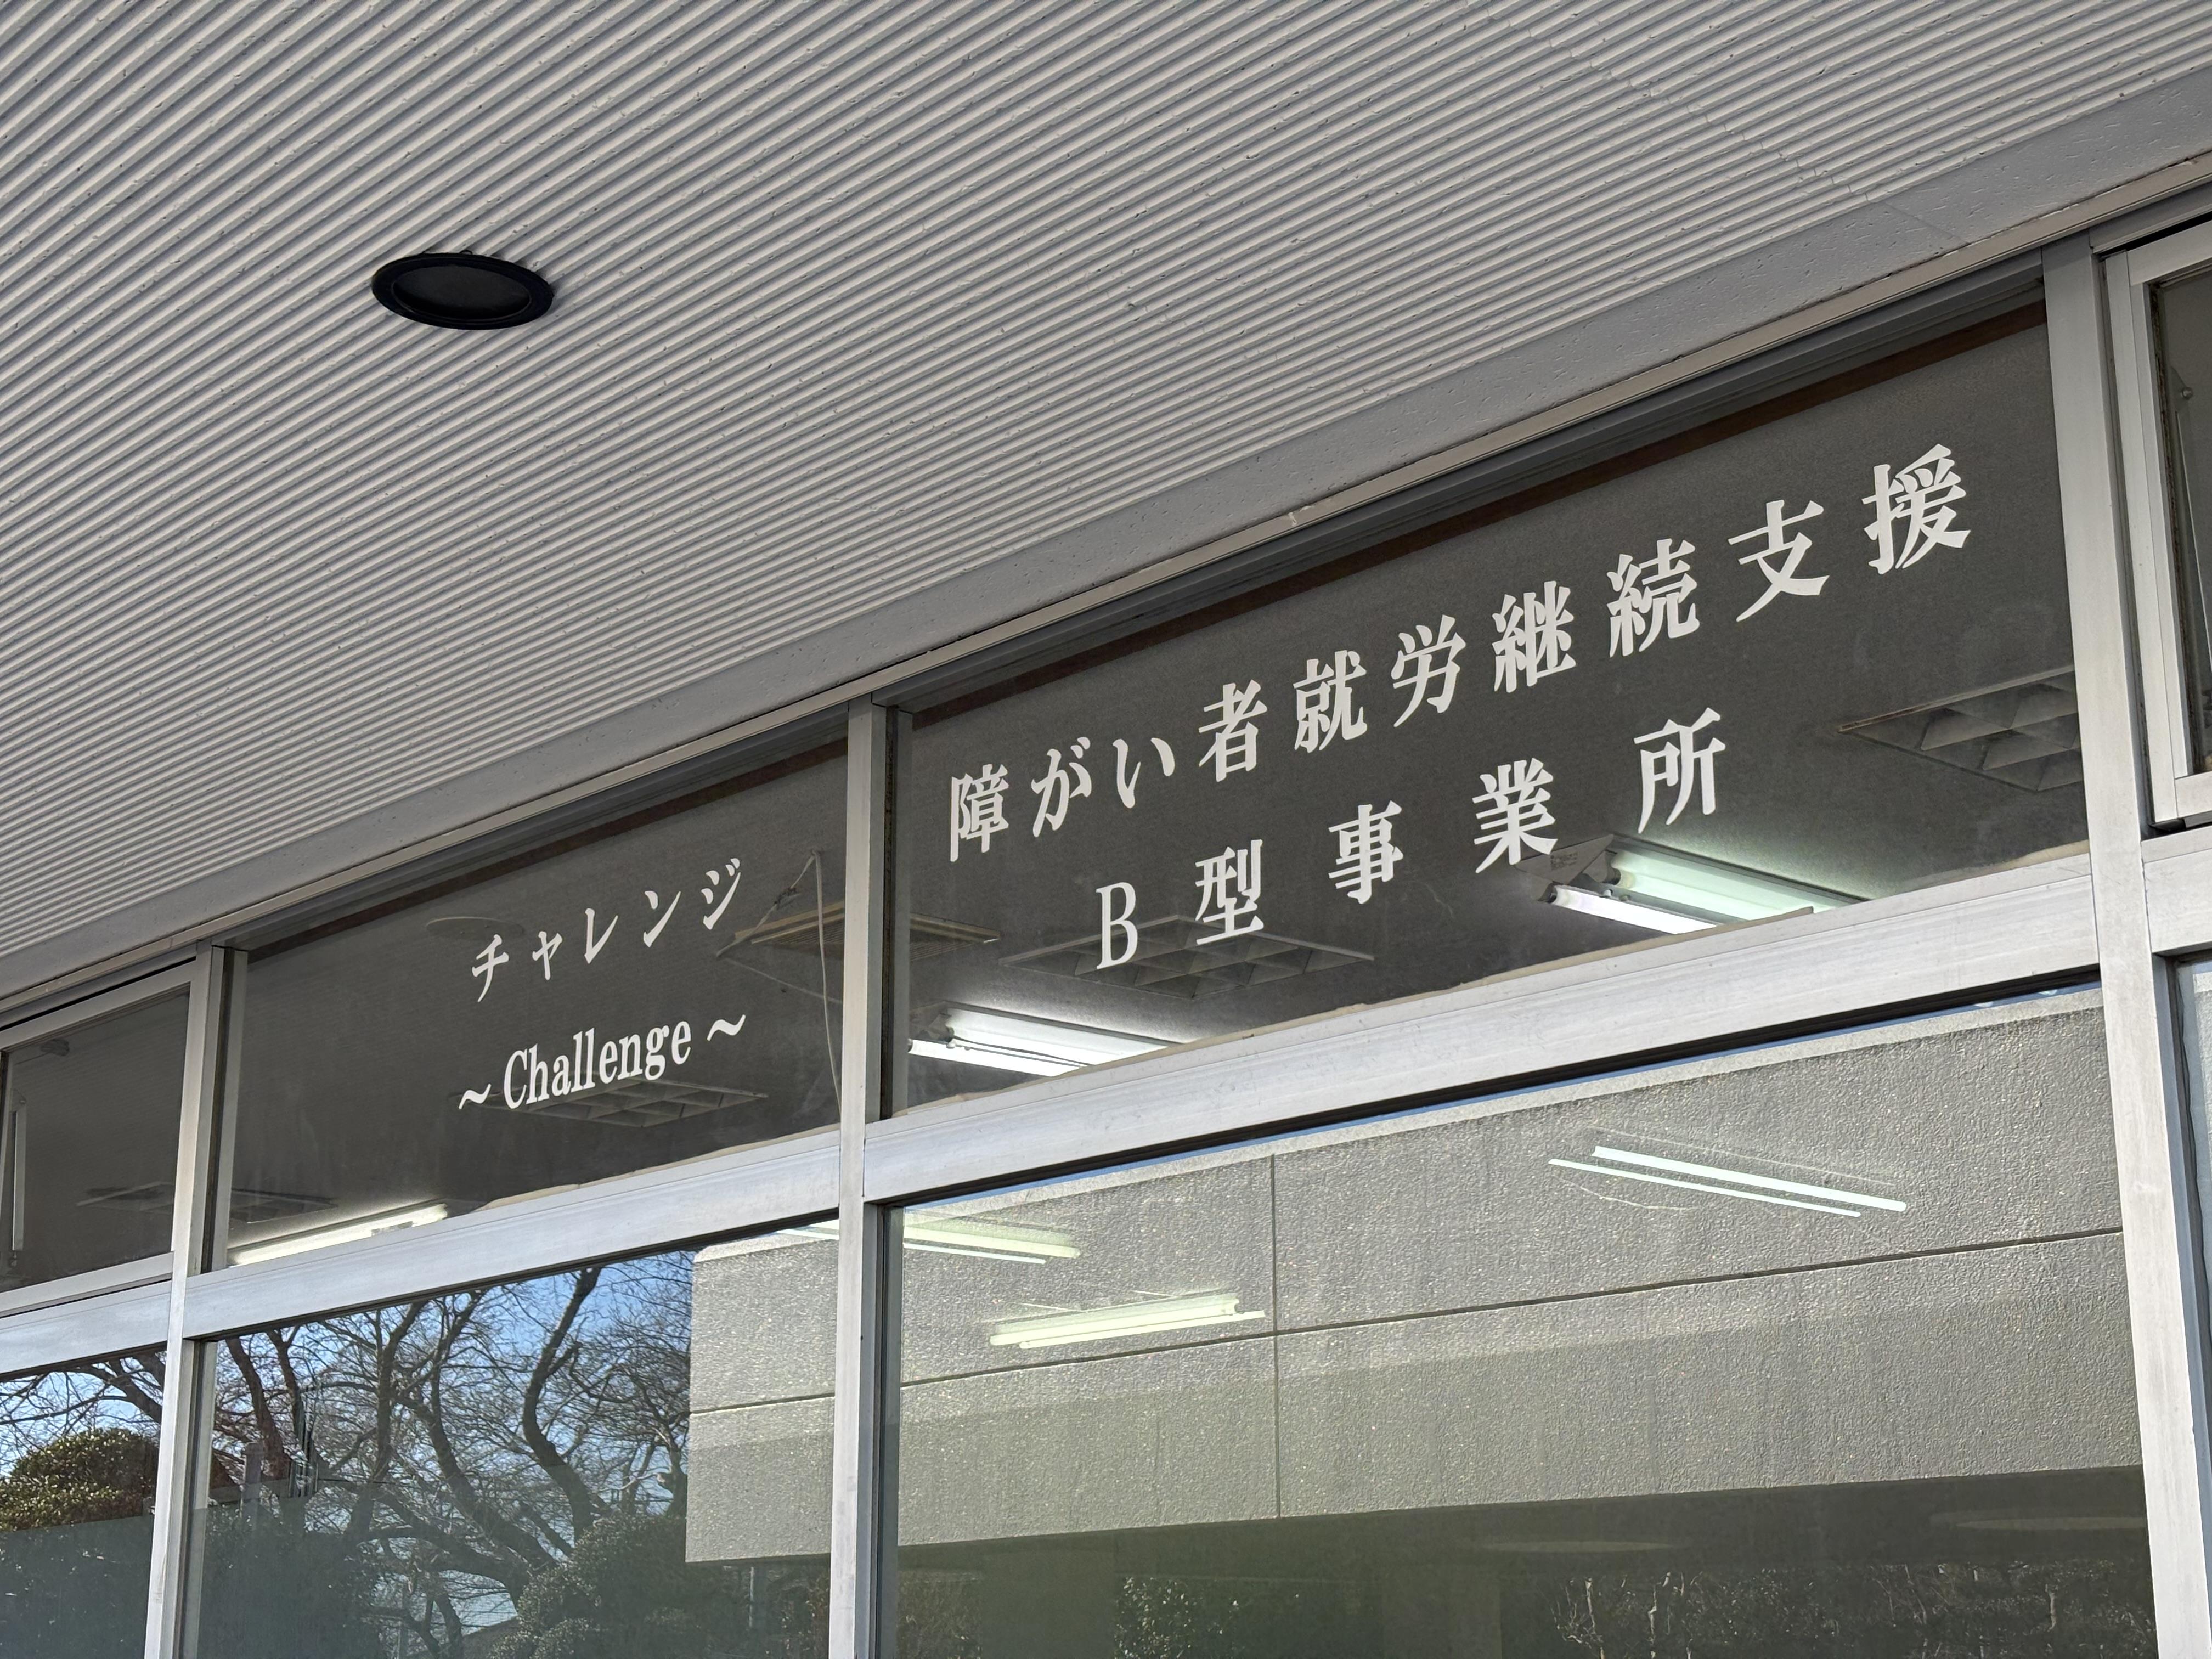 チャレンジ
～Challenge～
障がい者就労継続支援
B型事業所